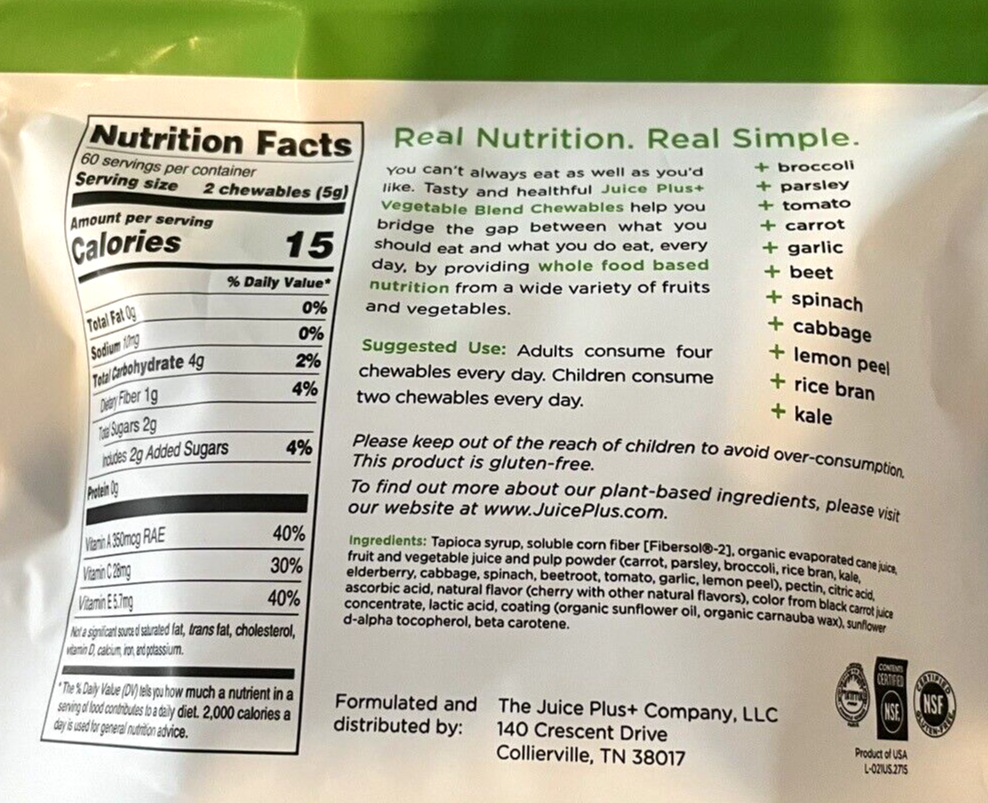 Nutrition Facts
60 servings per container
Serving size 2 chewables (5g)
Amount per serving
Calories 15
% Daily Value*
Total Fat 0g 0%
Sodium 10mg 0%
Total Carbohydrate 4g 2%
Dietary Fiber 1g 4%
Total Sugars 2g
Includes 2g Added Sugars 4%
Protein 0g
Vitamin A 350mcg RAE 40%
Vitamin C 28mg 30%
Vitamin E 5.7mg 40%
Not a significant source of saturated fat, trans fat, cholesterol,
vitamin D, calcium, iron, and potassium.
*The % Daily Value (DV) tells you how much a nutrient in a
serving of food contributes to a daily diet. 2,000 calories a
day is used for general nutrition advice.
Real Nutrition. Real Simple.
You can't always eat as well as you'd
like. Tasty and healthful Juice Plus+
Vegetable Blend Chewables help you
bridge the gap between what you
should eat and what you do eat, every
day, by providing whole food based
nutrition from a wide variety of fruits
and vegetables.
+ broccoli
+ parsley
+ tomato
+ carrot
+ garlic
+ beet
+ spinach
+ cabbage
+ lemon peel
+ rice bran
+ kale
Suggested Use: Adults consume four
chewables every day. Children consume
two chewables every day.
Please keep out of the reach of children to avoid over-consumption.
This product is gluten-free.
To find out more about our plant-based ingredients, please visit
our website at www.JuicePlus.com.
Ingredients: Tapioca syrup, soluble corn fiber [Fibersol®-2], organic evaporated cane juice,
fruit and vegetable juice and pulp powder (carrot, parsley, broccoli, rice bran, kale,
elderberry, cabbage, spinach, beetroot, tomato, garlic, lemon peel), pectin, citric acid,
ascorbic acid, natural flavor (cherry with other natural flavors), color from black carrot juice
concentrate, lactic acid, coating (organic sunflower oil, organic carnauba wax), sunflower
d-alpha tocopherol, beta carotene.
Formulated and
distributed by:
The Juice Plus+ Company, LLC
140 Crescent Drive
Collierville, TN 38017
CONTENTS
CERTIFIED
NSF
CERTIFIED
NSF
GLUTEN-FREE
Product of USA
L-021US.2715